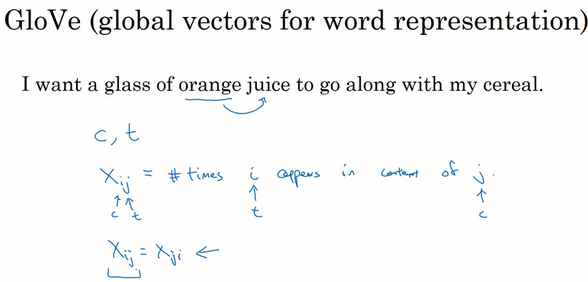 GloVe (global vectors for word representation)
I want a glass of orange juice to go along with my cereal.
c, t
Xij = # times i appears in context of j.
c t t c
Xij = Xji ←